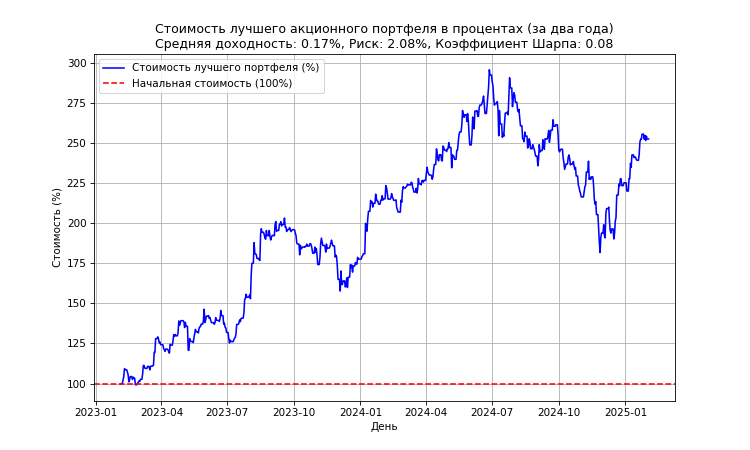 Стоимость лучшего акционного портфеля в процентах (за два года)
Средняя доходность: 0.17%, Риск: 2.08%, Коэффициент Шарпа: 0.08
Стоимость лучшего портфеля (%)
Начальная стоимость (100%)
Стоимость (%)
300
275
250
225
200
175
150
125
100
2023-01 2023-04 2023-07 2023-10 2024-01 2024-04 2024-07 2024-10 2025-01
День